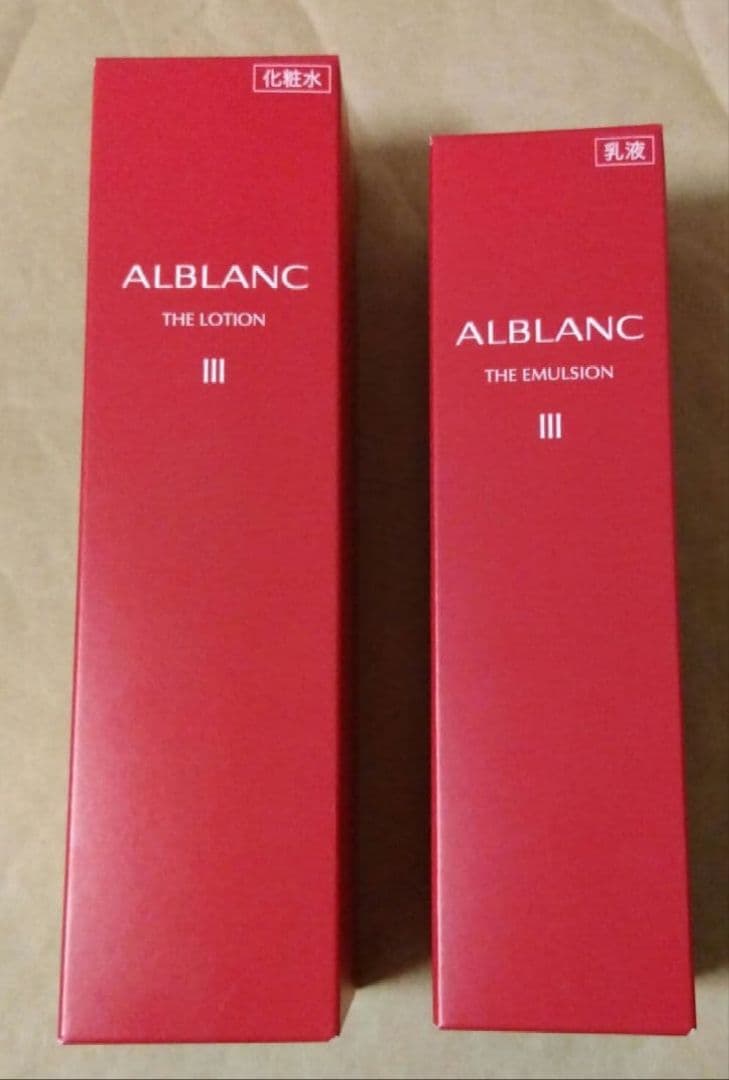 化粧水
ALBLANC
THE LOTION
III
乳液
ALBLANC
THE EMULSION
III